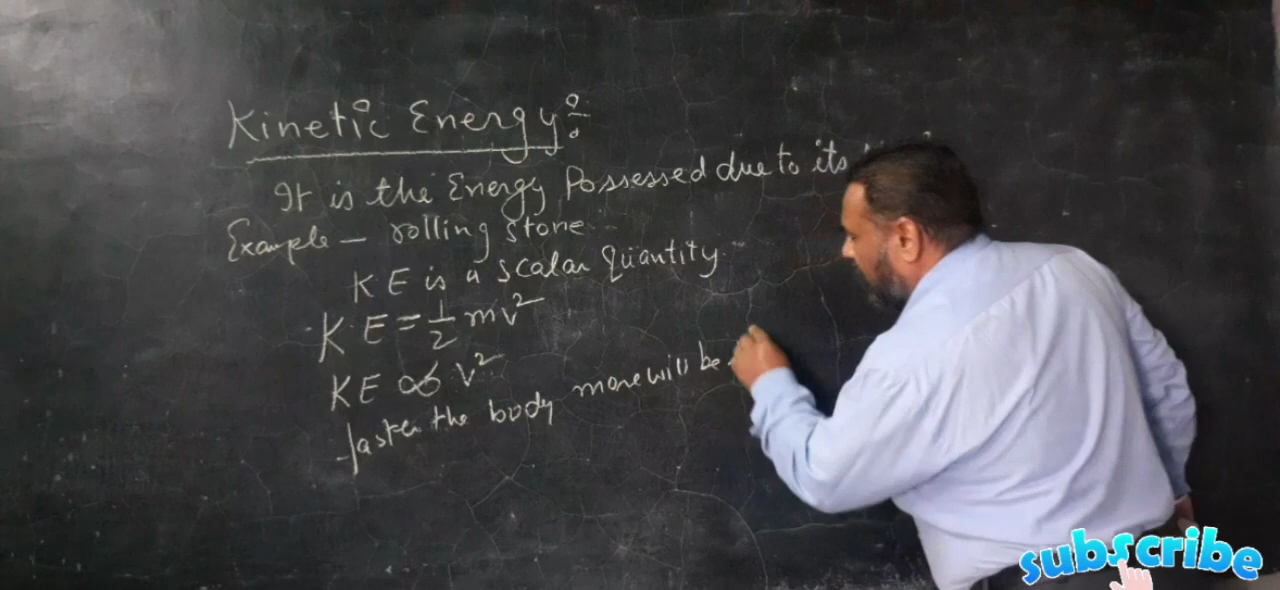 Kinetic Energy:
It is the Energy Possessed due to its
Example - rolling stone
KE is a scalar quantity.
K.E = 1/2 mv²
KE ∝ v²
faster the body more will be
subscribe